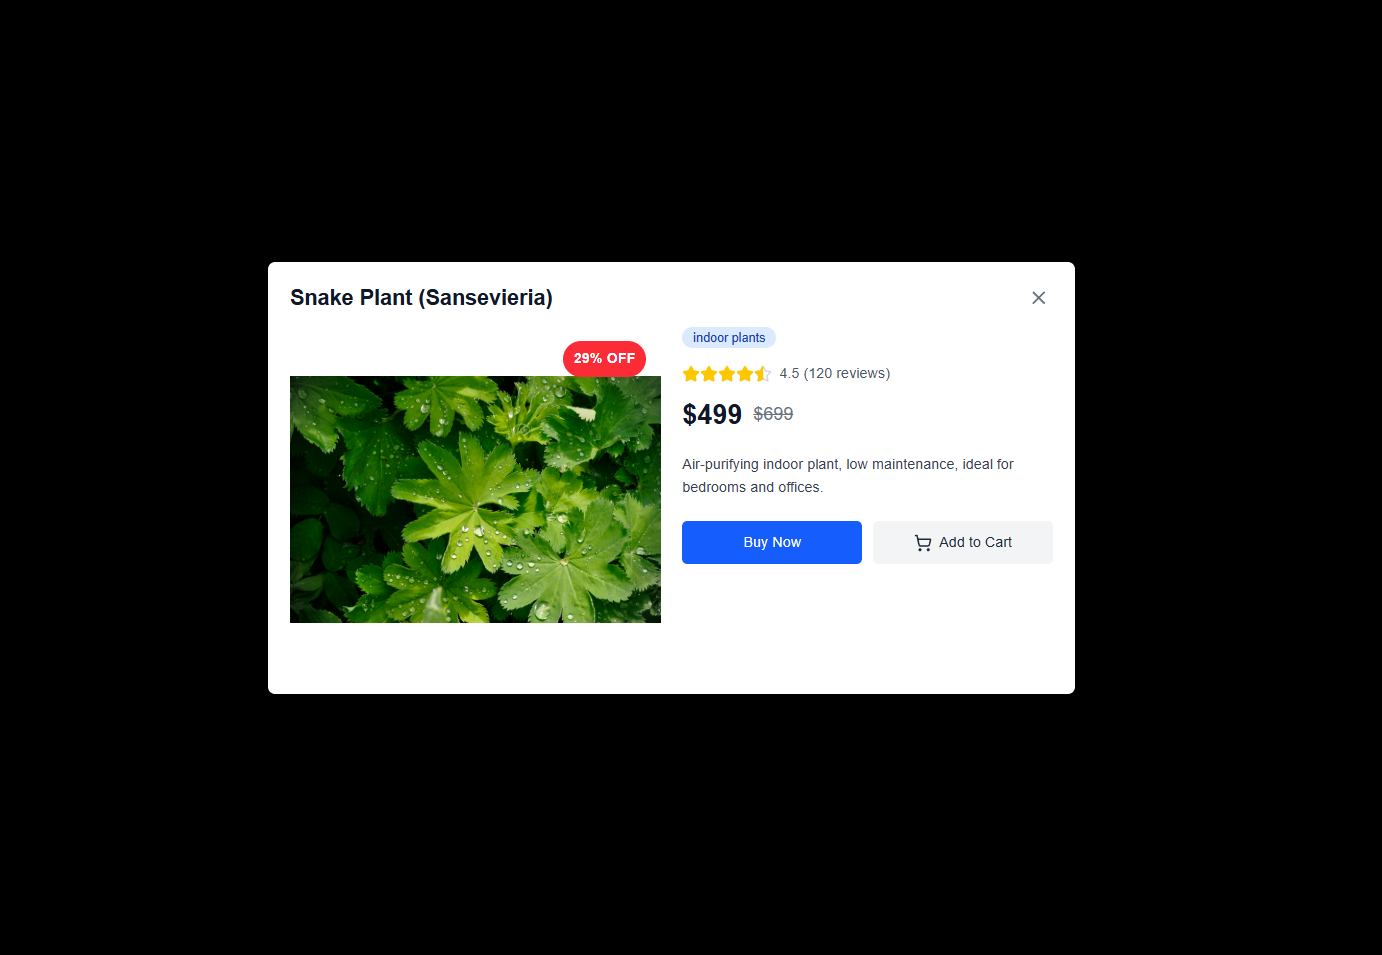 Snake Plant (Sansevieria)
29% OFF
indoor plants
4.5 (120 reviews)
$499 $699
Air-purifying indoor plant, low maintenance, ideal for
bedrooms and offices.
Buy Now
Add to Cart